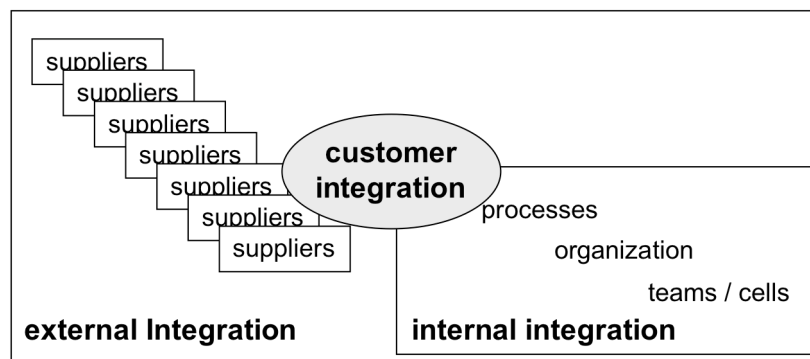 suppliers
suppliers
suppliers
suppliers
suppliers
suppliers
suppliers
customer
integration
processes
organization
teams / cells
external Integration
internal integration